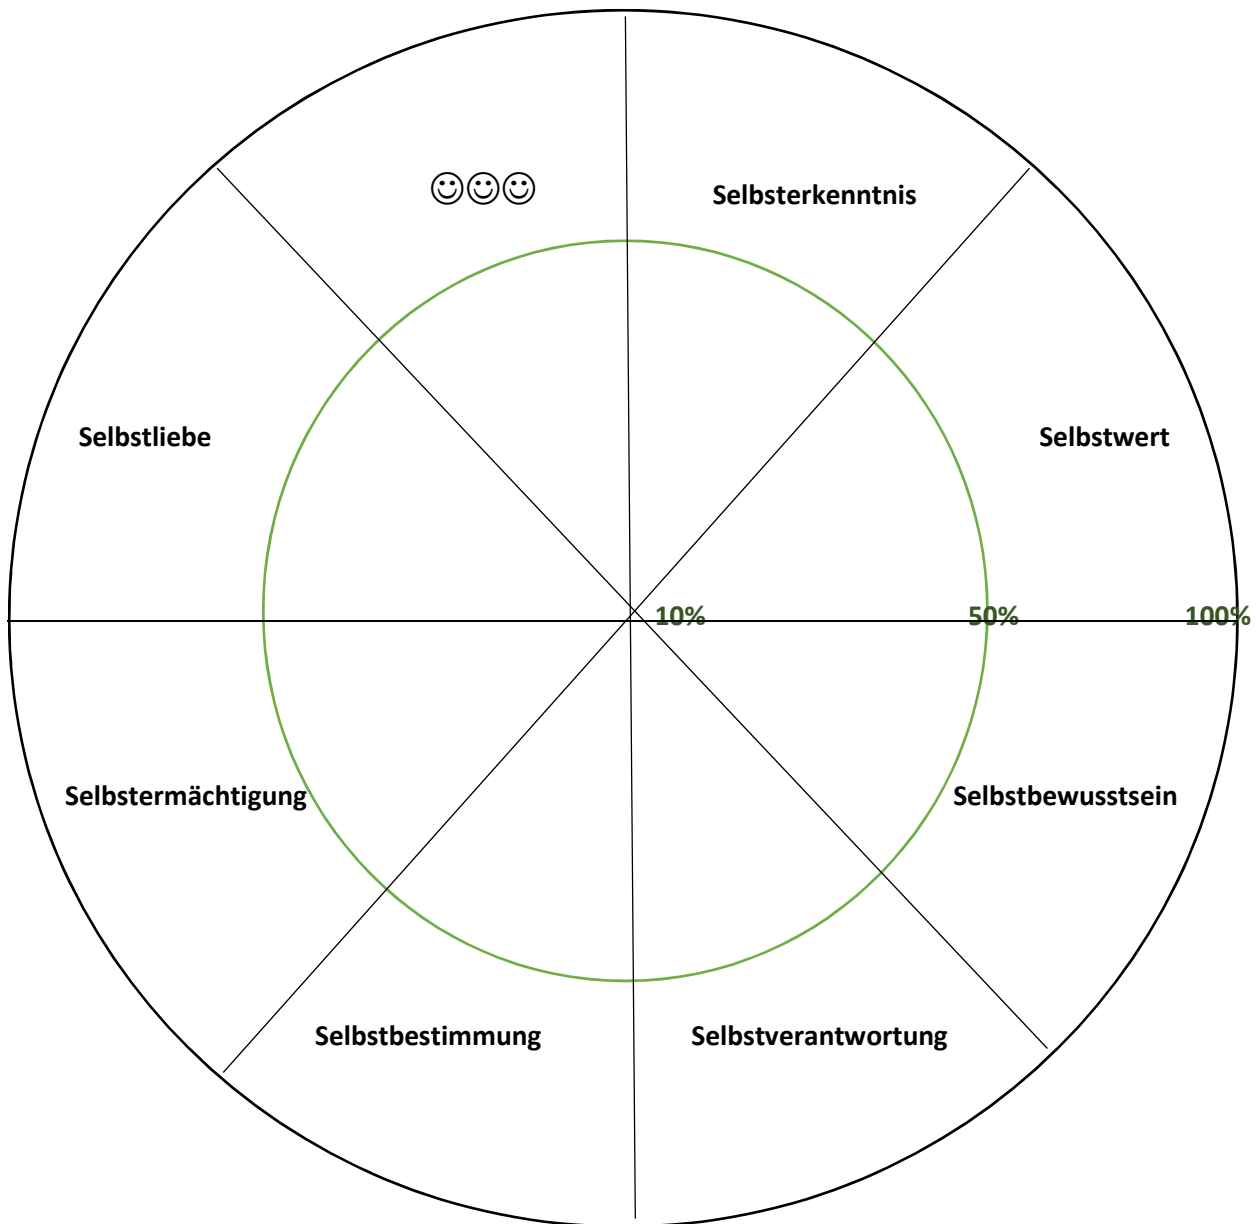 ☺☺☺
Selbsterkenntnis
Selbstliebe
Selbstwert
10%
50%
100%
Selbstermächtigung
Selbstbewusstsein
Selbstbestimmung
Selbstverantwortung